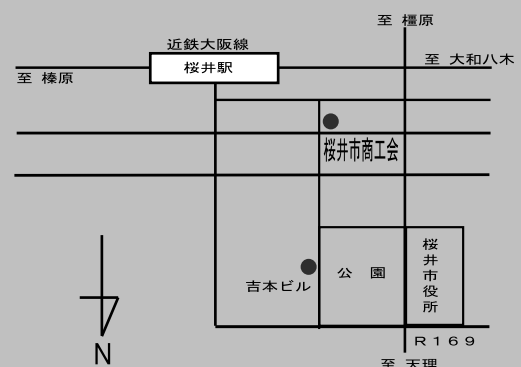 至 橿原
近鉄大阪線
至 大和八木
桜井駅
至 榛原
桜井市商工会
桜井市役所
公 園
吉本ビル
R169
N
至 天理